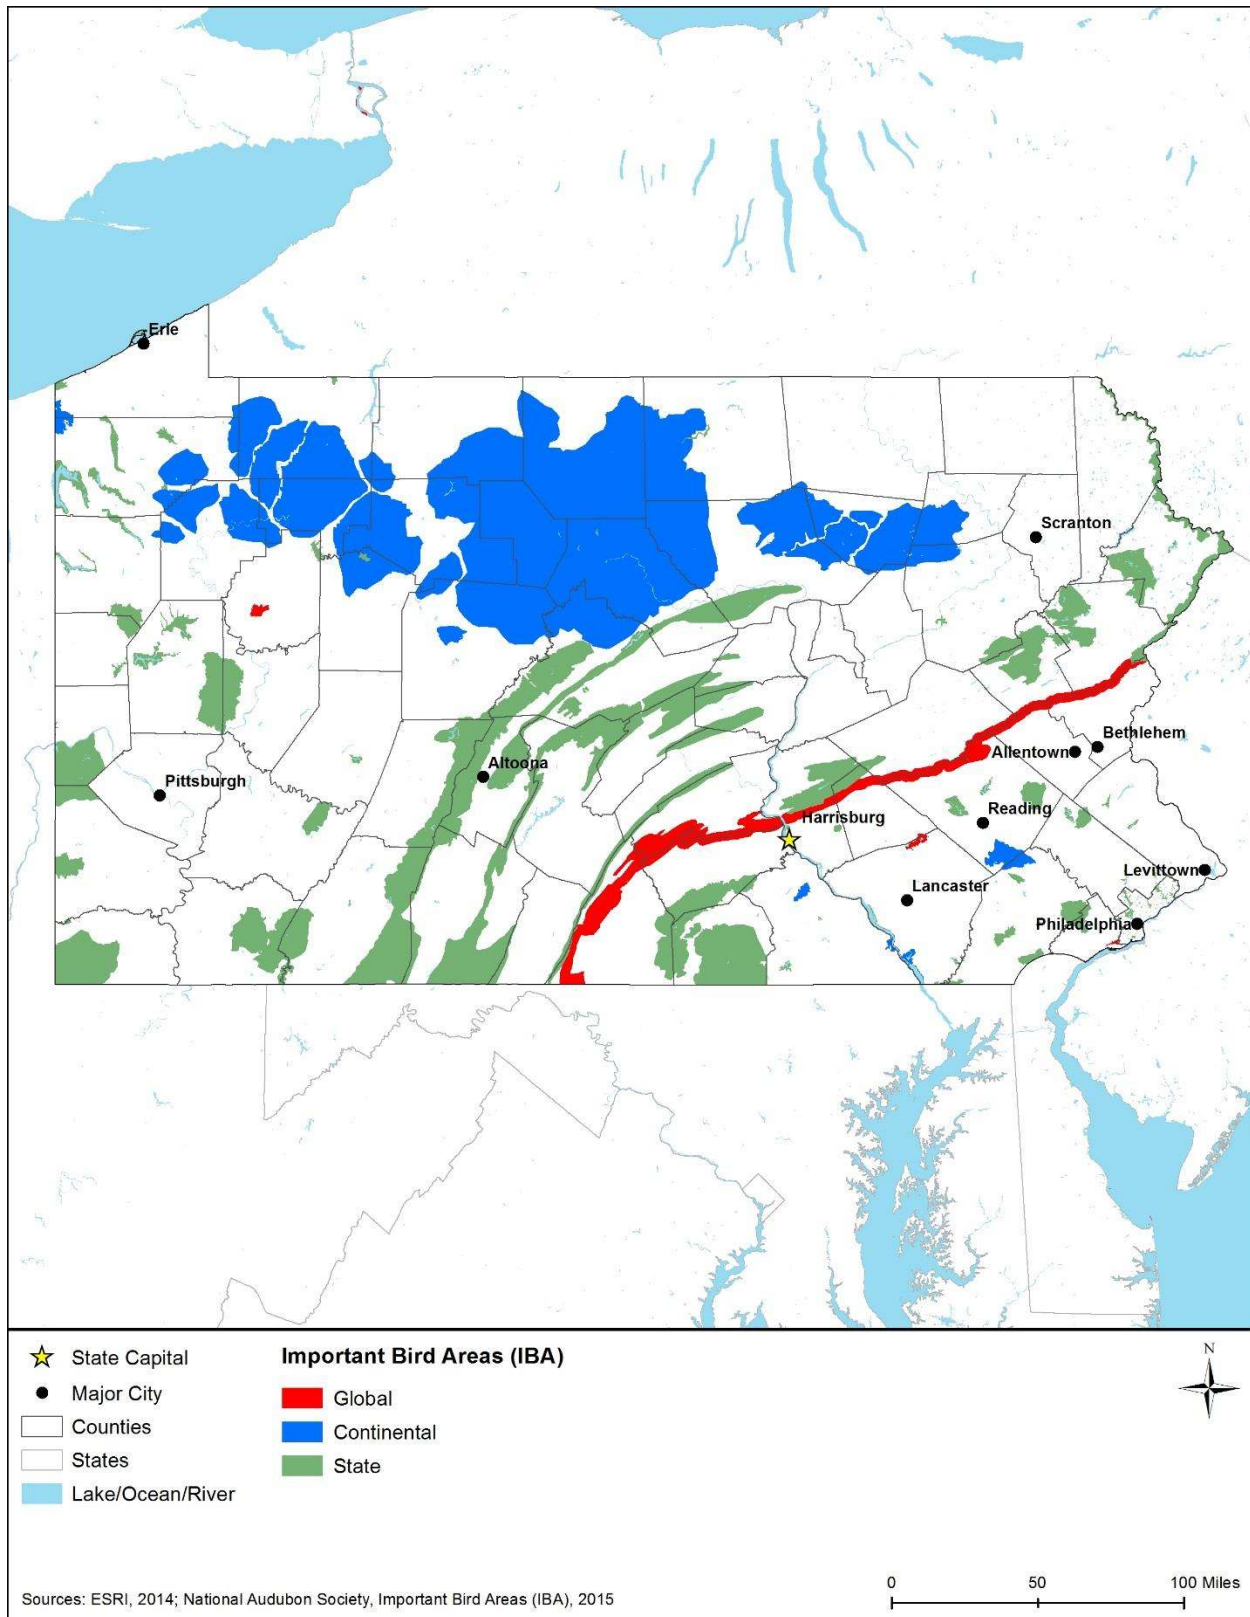 Erie
Scranton
Bethlehem
Allentown
Altoona
Pittsburgh
Reading
Harrisburg
Levittown
Lancaster
Philadelphia
State Capital
Major City
Counties
States
Lake/Ocean/River
Important Bird Areas (IBA)
Global
Continental
State
N
Sources: ESRI, 2014; National Audubon Society, Important Bird Areas (IBA), 2015
0 50 100 Miles